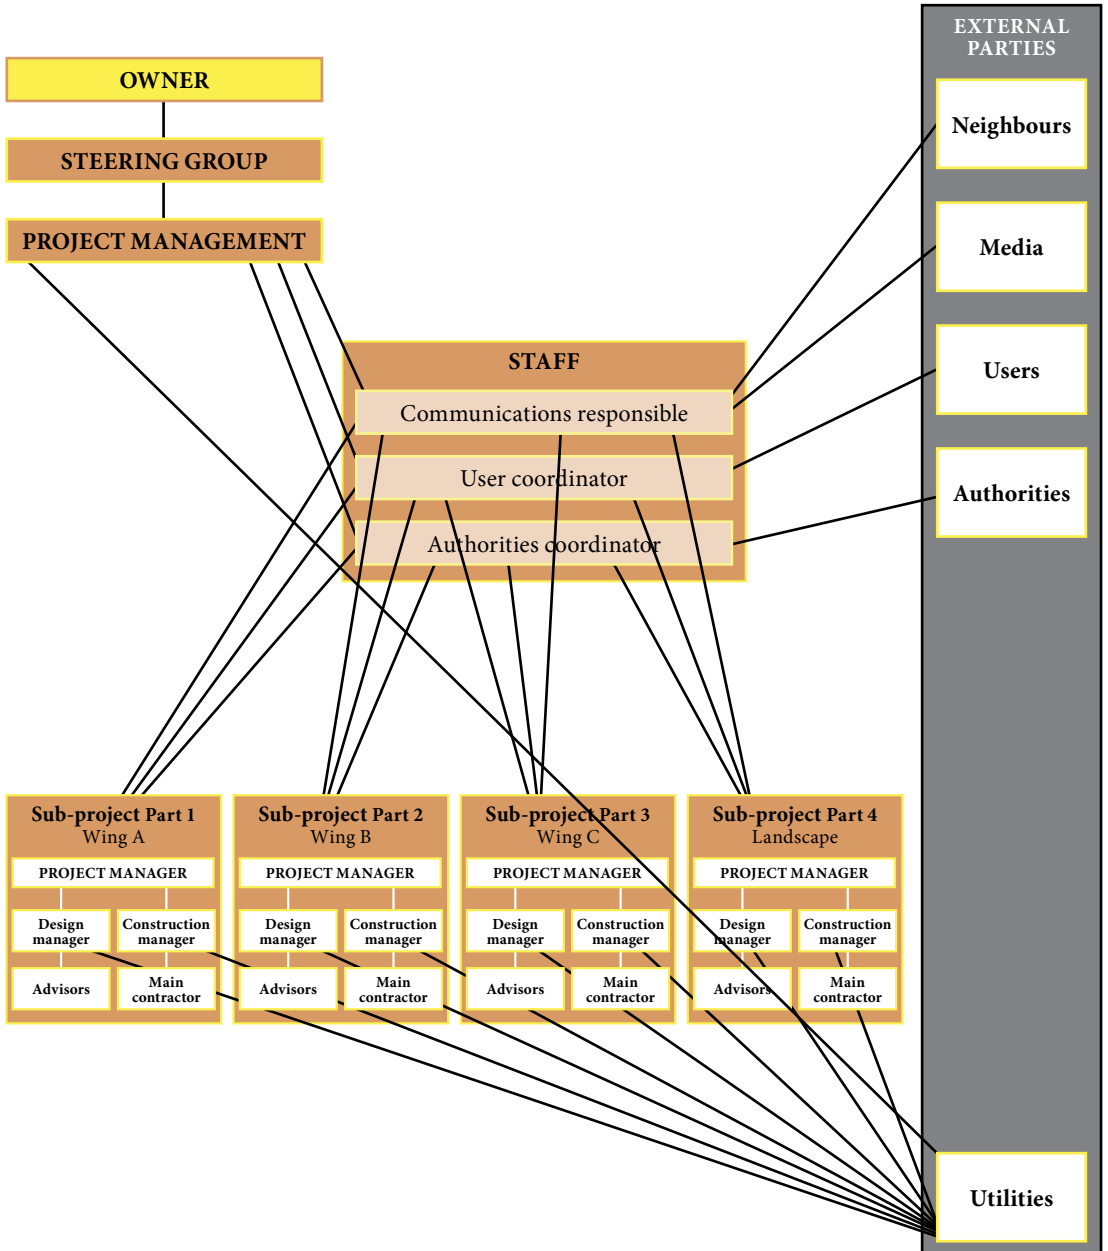 EXTERNAL
PARTIES
OWNER
STEERING GROUP
PROJECT MANAGEMENT
Neighbours
Media
Users
Authorities
STAFF
Communications responsible
User coordinator
Authorities coordinator
Sub-project Part 1
Wing A
PROJECT MANAGER
Design
manager
Construction
manager
Advisors
Main
contractor
Sub-project Part 2
Wing B
PROJECT MANAGER
Design
manager
Construction
manager
Advisors
Main
contractor
Sub-project Part 3
Wing C
PROJECT MANAGER
Design
manager
Construction
manager
Advisors
Main
contractor
Sub-project Part 4
Landscape
PROJECT MANAGER
Design
manager
Construction
manager
Advisors
Main
contractor
Utilities